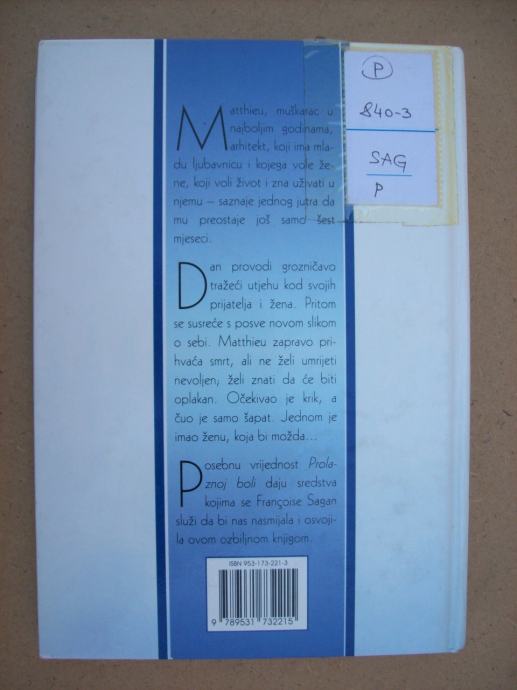 P
840-3
SAG
P
Matthieu, muškarac u
najboljim godinama,
arhitekt, koji ima mla-
du ljubavnicu i kojega vole že-
ne, koji voli život i zna uživati u
njemu – saznaje jednog jutra da
mu preostaje još samo šest
mjeseci.
Dan provodi grozničavo
tražeći utjehu kod svojih
prijatelja i žena. Pritom
se susreće s posve novom slikom
o sebi. Matthieu zapravo pri-
hvaća smrt, ali ne želi umrijeti
nevoljen; želi znati da će biti
oplakan. Očekivao je krik, a
čuo je samo šapat. Jednom je
imao ženu, koja bi možda...
Posebnu vrijednost Prola-
znoj boli daju sredstva
kojima se Françoise Sagan
služi da bi nas nasmijala i osvoji-
la ovom ozbiljnom knjigom.
ISBN 953-173-221-3
9 789531 732215